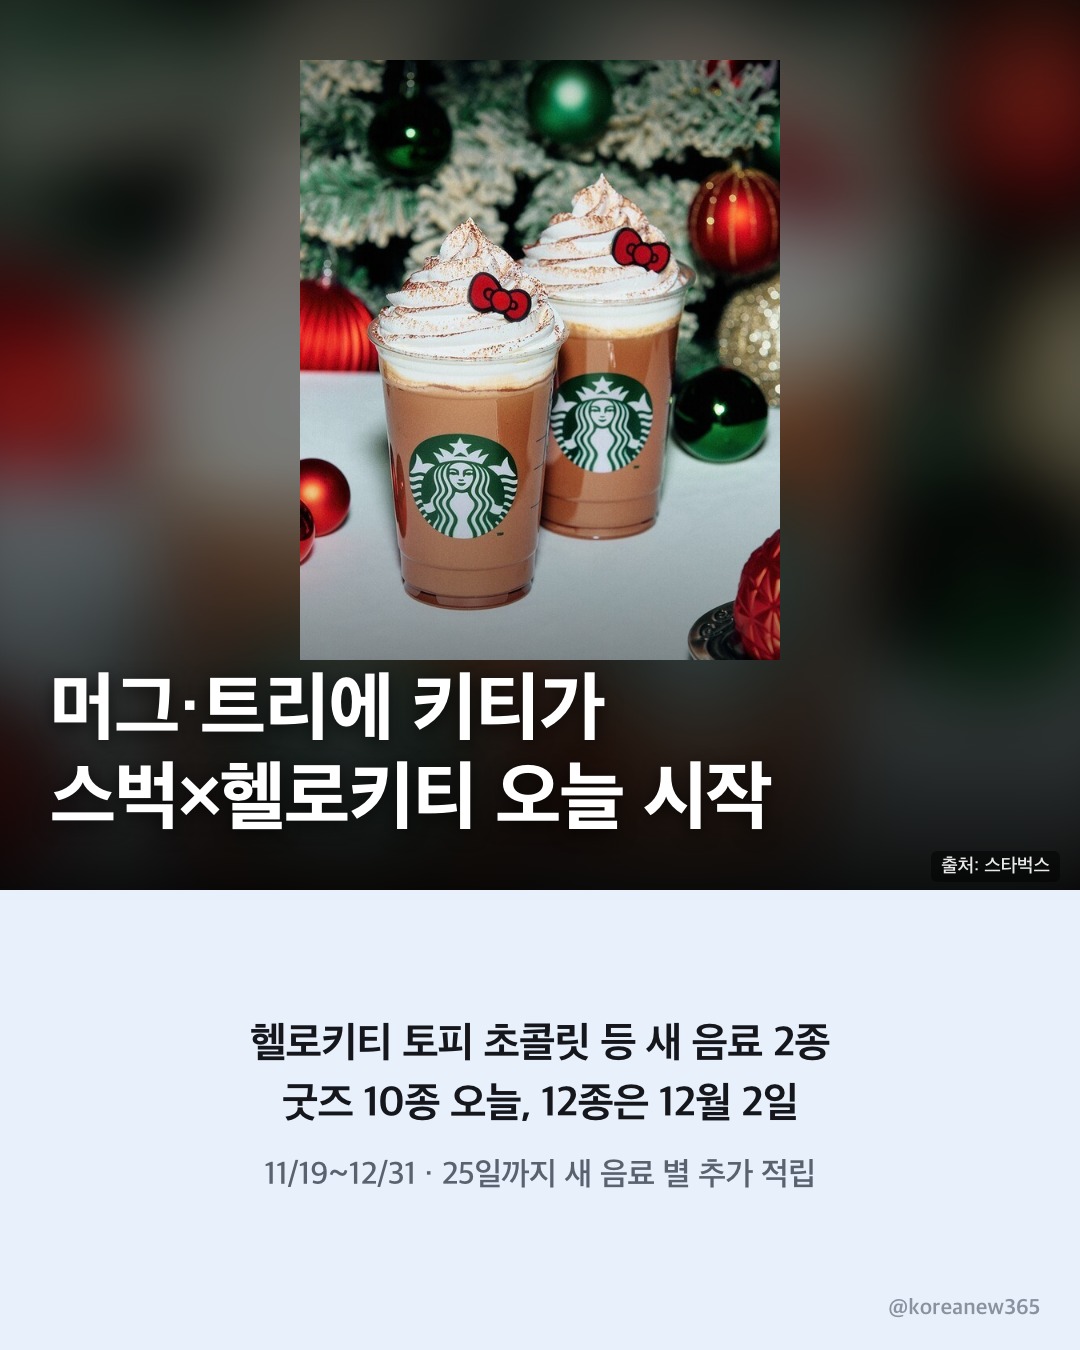 머그·트리에 키티가
스벅×헬로키티 오늘 시작
출처: 스타벅스
헬로키티 토피 초콜릿 등 새 음료 2종
굿즈 10종 오늘, 12종은 12월 2일
11/19~12/31 · 25일까지 새 음료 별 추가 적립
@koreanew365